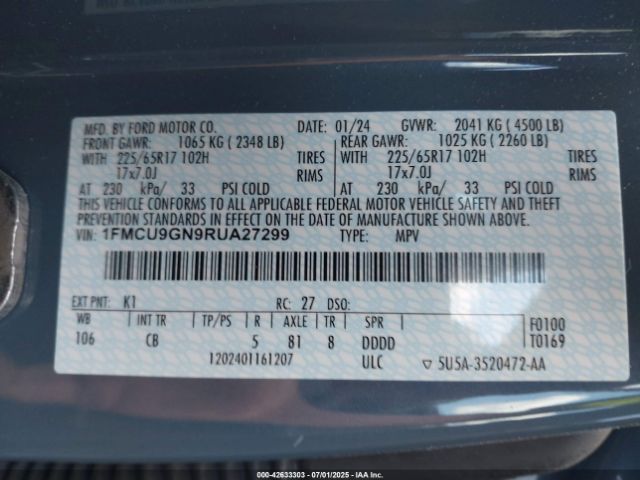 MFD. BY FORD MOTOR CO. DATE: 01/24 GVWR: 2041 KG ( 4500 LB)
FRONT GAWR: 1065 KG ( 2348 LB) REAR GAWR: 1025 KG ( 2260 LB)
WITH 225/65R17 102H TIRES WITH 225/65R17 102H TIRES
17x7.0J RIMS 17x7.0J RIMS
AT 230 kPa/ 33 PSI COLD AT 230 kPa/ 33 PSI COLD
THIS VEHICLE CONFORMS TO ALL APPLICABLE FEDERAL MOTOR VEHICLE SAFETY AND THEFT
PREVENTION STANDARDS IN EFFECT ON THE DATE OF MANUFACTURE SHOWN ABOVE.
VIN: 1FMCU9GN9RUA27299 TYPE: MPV
EXT PNT: K1 RC: 27 DSO:
WB INT TR TP/PS R AXLE TR SPR F0100
106 CB 5 81 8 DDDD T0169
1202401161207 ULC ▽ 5U5A-3520472-AA
000-42633303 - 07/01/2025 - IAAI.com